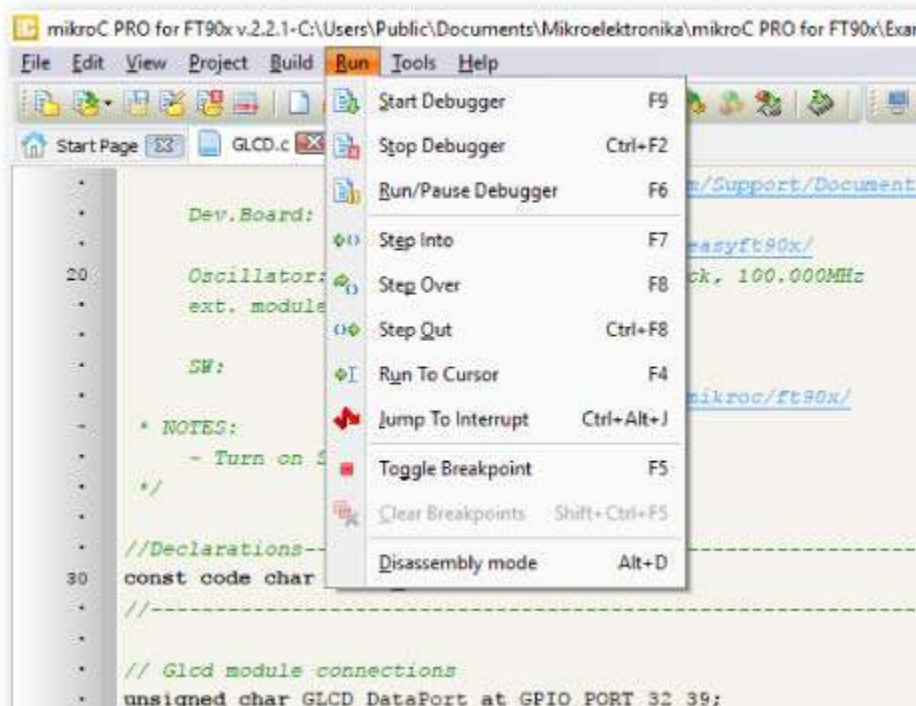 mikroC PRO for FT90x v.2.2.1-C:\Users\Public\Documents\Mikroelektronika\mikroC PRO for FT90x\Exa
File Edit View Project Build Run Tools Help
Start Page GLCD.c
Start Debugger F9
Stop Debugger Ctrl+F2
Run/Pause Debugger F6
Step Into F7
Step Over F8
Step Out Ctrl+F8
Run To Cursor F4
Jump To Interrupt Ctrl+Alt+J
Toggle Breakpoint F5
Clear Breakpoints Shift+Ctrl+F5
Disassembly mode Alt+D
/Support/Document
Dev.Board:
easyft90x/
20 Oscillator: ck, 100.000MHz
ext. module
SW:
mikroc/ft90x/
* NOTES:
- Turn on S
*/
//Declarations--
30 const code char
//----------------------------------------------------------------
// Glcd module connections
unsigned char GLCD_DataPort at GPIO_PORT_32_39;